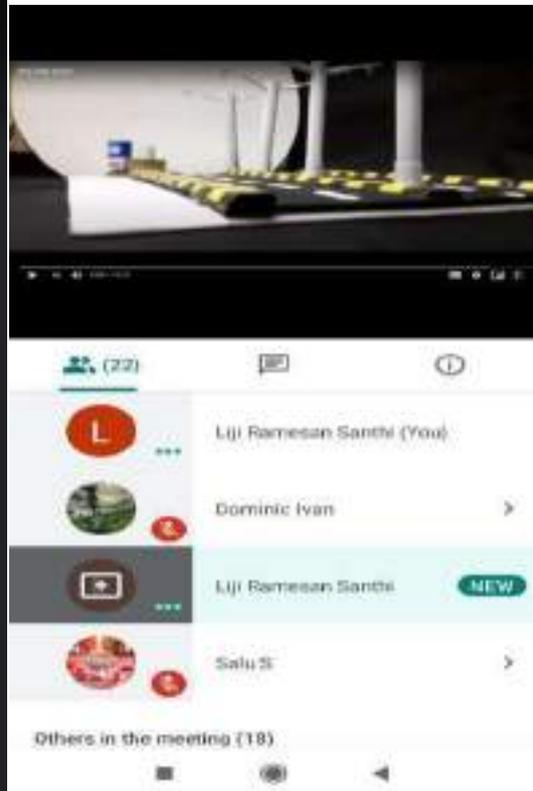 (22)
L
Liji Ramesan Santhi (You)
Dominic Ivan
Liji Ramesan Santhi
NEW
Salu S
Others in the meeting (18)